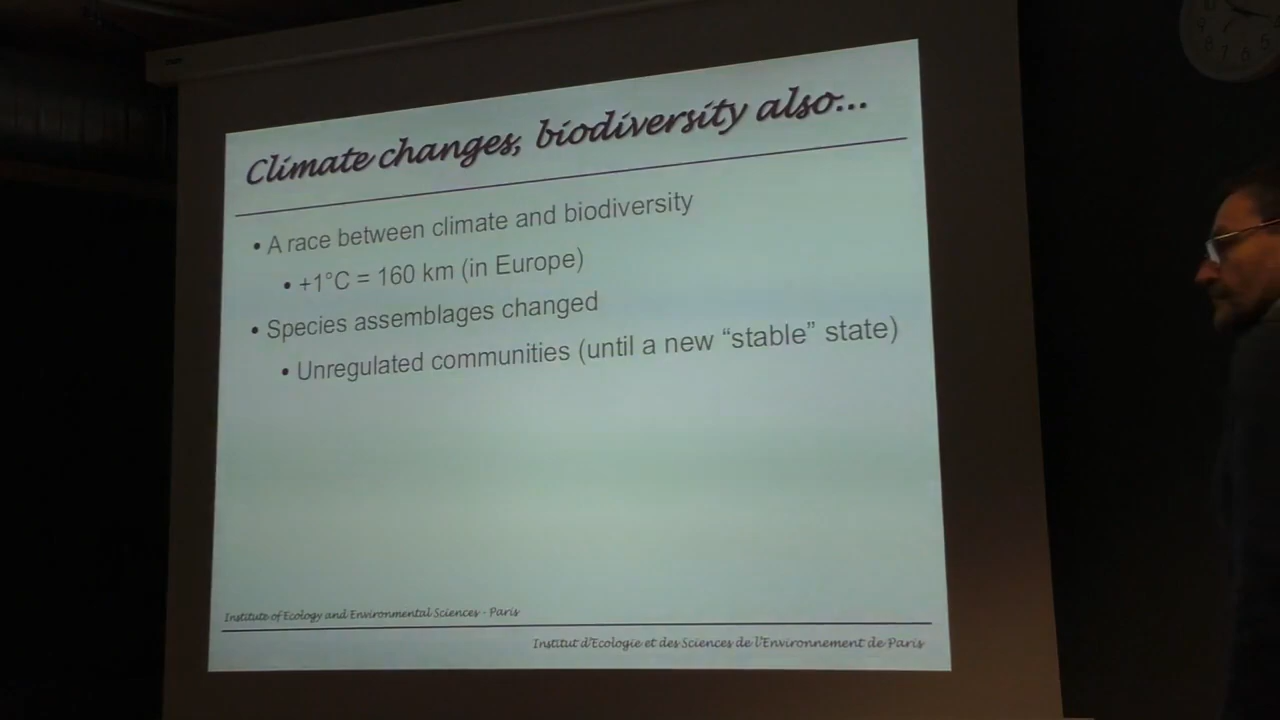 Climate changes, biodiversity also...
• A race between climate and biodiversity
• +1°C = 160 km (in Europe)
• Species assemblages changed
• Unregulated communities (until a new “stable” state)
Institute of Ecology and Environmental Sciences - Paris
Institut d'Ecologie et des Sciences de l'Environnement de Paris